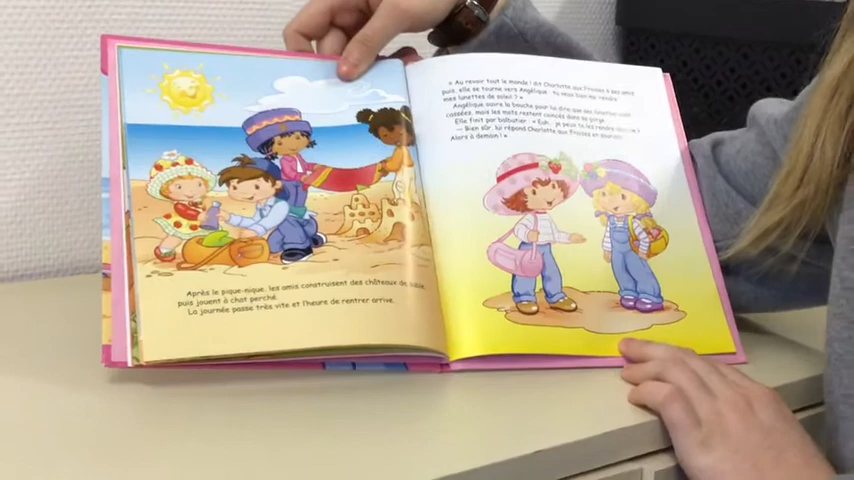 Après le pique-nique, les amis construisent des châteaux de sable,
puis jouent à chat perché.
La journée passe très vite et l'heure de rentrer arrive.
« Au revoir tout le monde ! dit Charlotte aux Fraises à ses amis
puis, elle se tourne vers Angélique. Tu veux bien me rendre
mes lunettes de soleil ? »
Angélique ouvre la bouche pour lui dire que des lunettes sont
cassées, mais les mots restent coincés dans sa gorge.
Elle finit par balbutier : « Euh, je peux te les rendre demain ?
— Bien sûr, lui répond Charlotte aux Fraises en souriant.
Alors à demain ! »